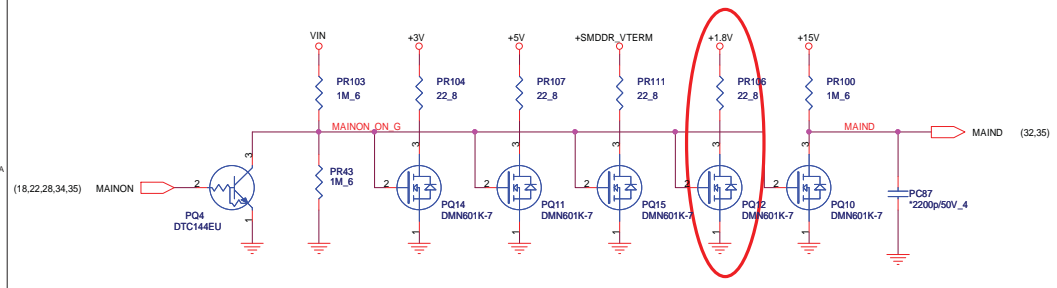 VIN
+3V
+5V
+SMDDR_VTERM
+1.8V
+15V
PR103
1M_6
PR104
22_8
PR107
22_8
PR111
22_8
PR106
22_8
PR100
1M_6
MAINON_ON_G
MAIND
MAIND
(32,35)
A
(18,22,28,34,35)
MAINON
2
3
1
PQ4
DTC144EU
PR43
1M_6
3
2
1
PQ14
DMN601K-7
3
2
1
PQ11
DMN601K-7
3
2
1
PQ15
DMN601K-7
3
2
1
PQ12
DMN601K-7
3
2
1
PQ10
DMN601K-7
PC87
*2200p/50V_4